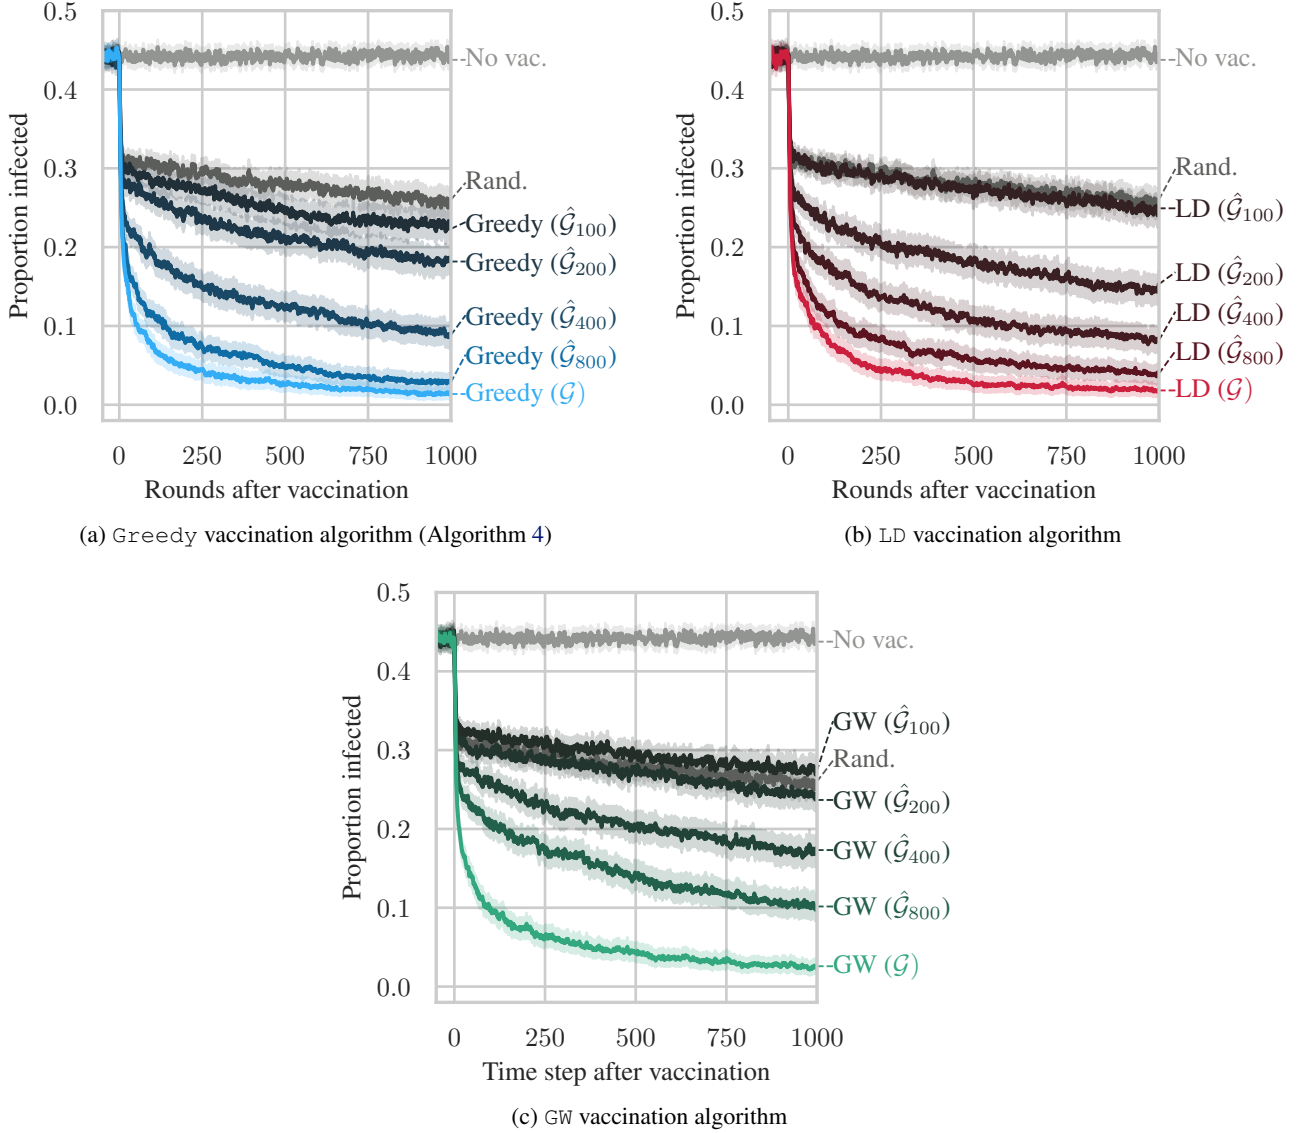 0.5
0.4
0.3
0.2
0.1
0.0
Proportion infected
0 250 500 750 1000
Rounds after vaccination
No vac.
Rand.
Greedy (𝒢̂₁₀₀)
Greedy (𝒢̂₂₀₀)
Greedy (𝒢̂₄₀₀)
Greedy (𝒢̂₈₀₀)
Greedy (𝒢)
(a) Greedy vaccination algorithm (Algorithm 4)
0.5
0.4
0.3
0.2
0.1
0.0
Proportion infected
0 250 500 750 1000
Rounds after vaccination
No vac.
Rand.
LD (𝒢̂₁₀₀)
LD (𝒢̂₂₀₀)
LD (𝒢̂₄₀₀)
LD (𝒢̂₈₀₀)
LD (𝒢)
(b) LD vaccination algorithm
0.5
0.4
0.3
0.2
0.1
0.0
Proportion infected
0 250 500 750 1000
Time step after vaccination
No vac.
GW (𝒢̂₁₀₀)
Rand.
GW (𝒢̂₂₀₀)
GW (𝒢̂₄₀₀)
GW (𝒢̂₈₀₀)
GW (𝒢)
(c) GW vaccination algorithm